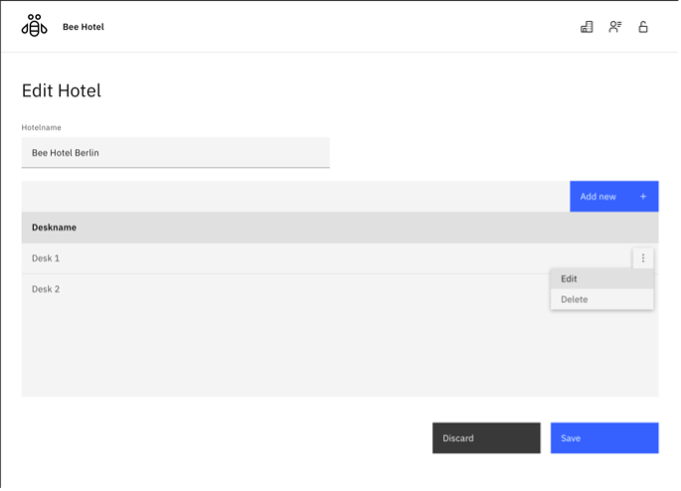 Bee Hotel
Edit Hotel
Hotelname
Bee Hotel Berlin
Add new +
Deskname
Desk 1
Edit
Delete
Desk 2
Discard
Save